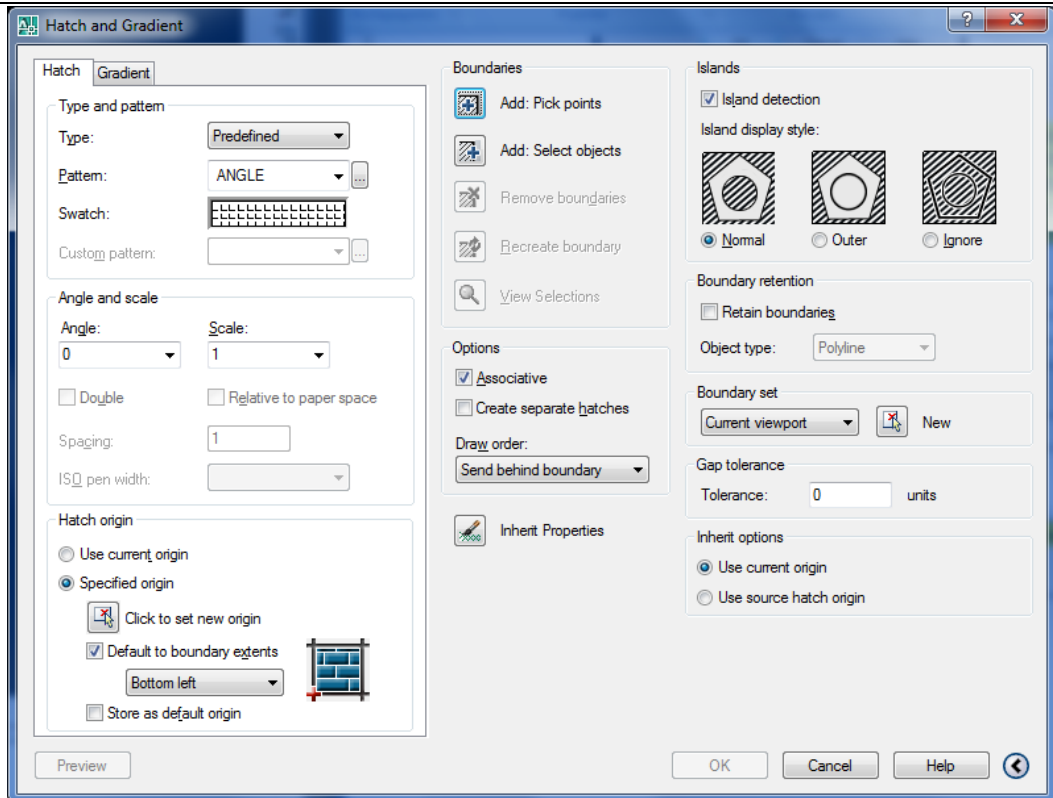 Hatch and Gradient
?
X
Hatch
Gradient
Type and pattern
Type:
Predefined
Pattern:
ANGLE
...
Swatch:
Custom pattern:
...
Angle and scale
Angle:
Scale:
0
1
Double
Relative to paper space
Spacing:
1
ISO pen width:
Hatch origin
Use current origin
Specified origin
Click to set new origin
Default to boundary extents
Bottom left
Store as default origin
Boundaries
Add: Pick points
Add: Select objects
Remove boundaries
Recreate boundary
View Selections
Options
Associative
Create separate hatches
Draw order:
Send behind boundary
Inherit Properties
Islands
Island detection
Island display style:
Normal
Outer
Ignore
Boundary retention
Retain boundaries
Object type:
Polyline
Boundary set
Current viewport
New
Gap tolerance
Tolerance:
0
units
Inherit options
Use current origin
Use source hatch origin
Preview
OK
Cancel
Help